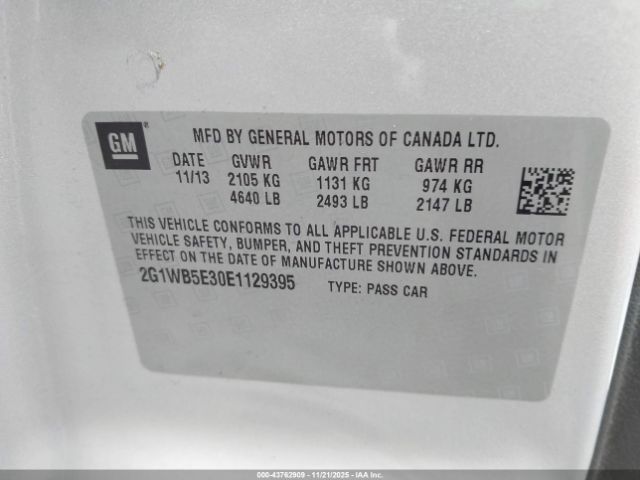 GM®
MFD BY GENERAL MOTORS OF CANADA LTD.
DATE GVWR GAWR FRT GAWR RR
11/13 2105 KG 1131 KG 974 KG
4640 LB 2493 LB 2147 LB
THIS VEHICLE CONFORMS TO ALL APPLICABLE U.S. FEDERAL MOTOR
VEHICLE SAFETY, BUMPER, AND THEFT PREVENTION STANDARDS IN
EFFECT ON THE DATE OF MANUFACTURE SHOWN ABOVE.
2G1WB5E30E1129395 TYPE: PASS CAR
000-43762909 - 11/21/2025 - IAA Inc.